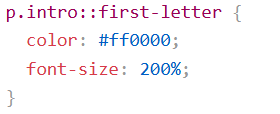 p.intro::first-letter {
  color: #ff0000;
  font-size: 200%;
}